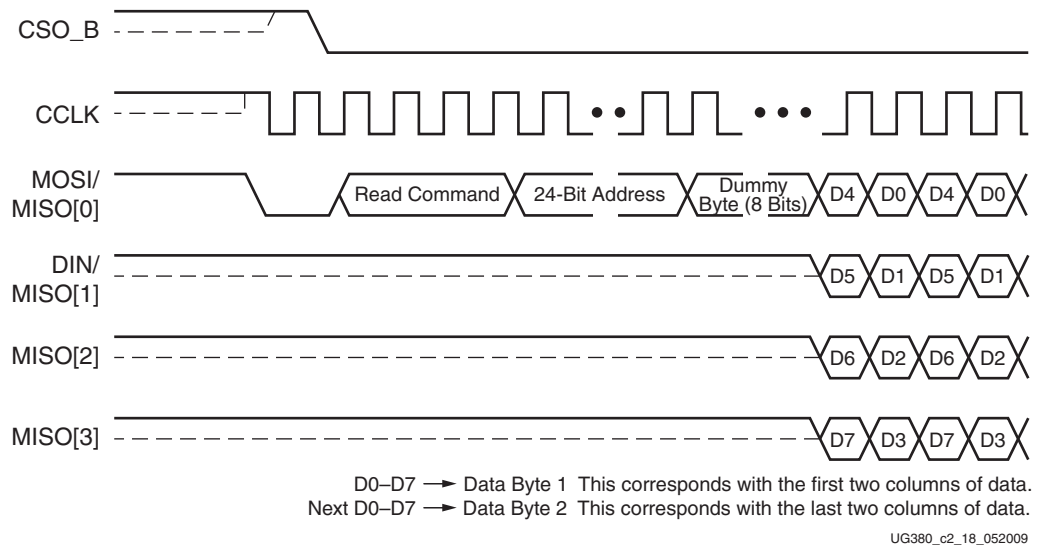 CSO_B
CCLK
MOSI/
MISO[0]
Read Command
24-Bit Address
Dummy
Byte (8 Bits)
D4 D0 D4 D0
DIN/
MISO[1]
D5 D1 D5 D1
MISO[2]
D6 D2 D6 D2
MISO[3]
D7 D3 D7 D3
D0–D7 → Data Byte 1 This corresponds with the first two columns of data.
Next D0–D7 → Data Byte 2 This corresponds with the last two columns of data.
UG380_c2_18_052009